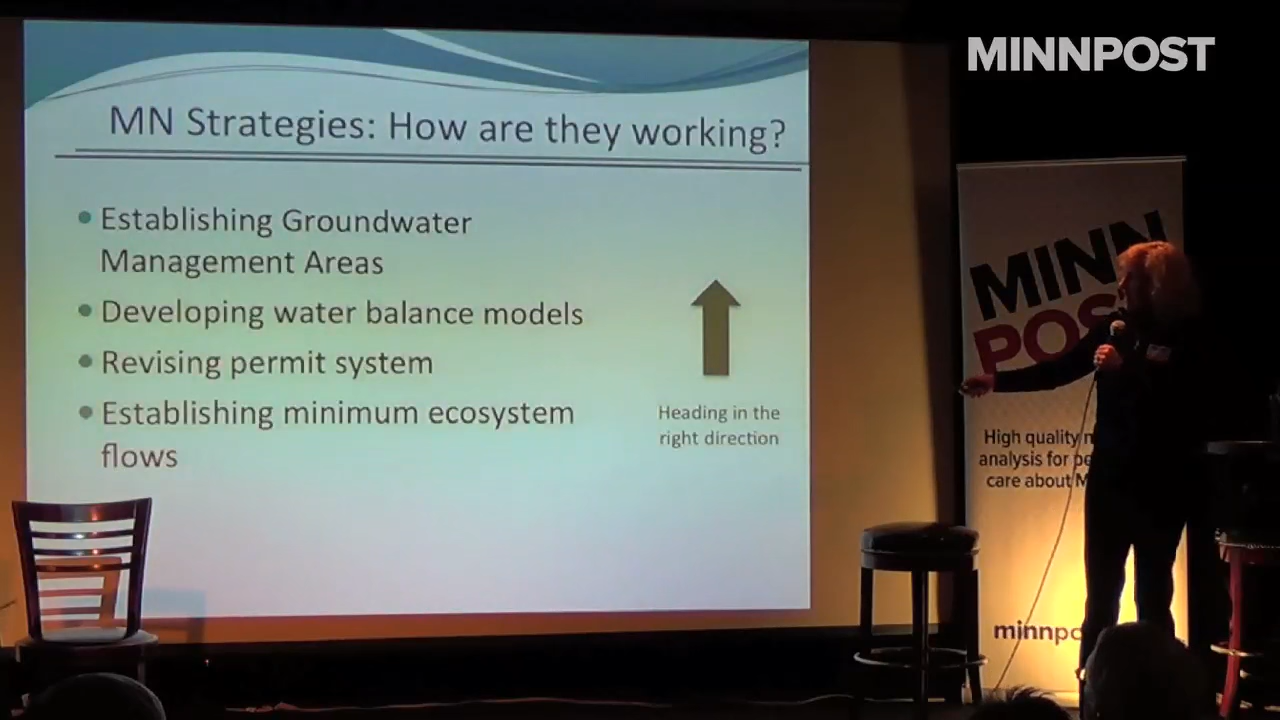 MINNPOST
MN Strategies: How are they working?
Establishing Groundwater
Management Areas
Developing water balance models
Revising permit system
Establishing minimum ecosystem
flows
Heading in the
right direction
MINN
POS
High quality
analysis for
care about
minnpo